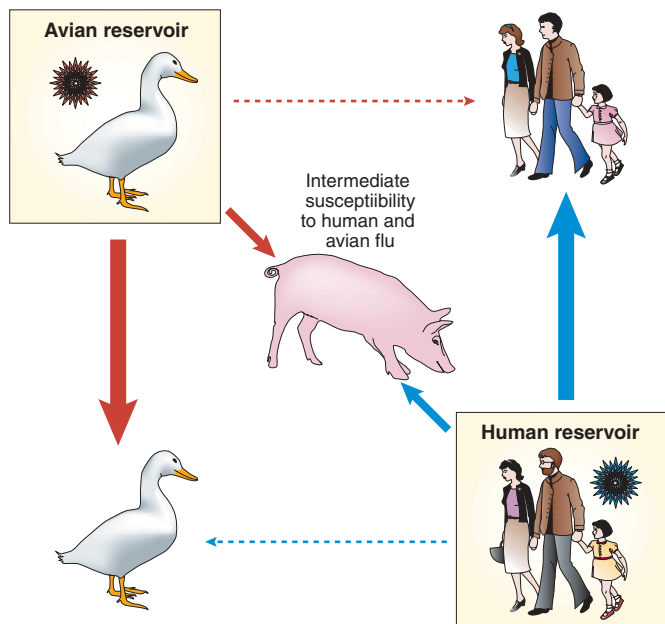 Avian reservoir
Intermediate
susceptiibility
to human and
avian flu
Human reservoir